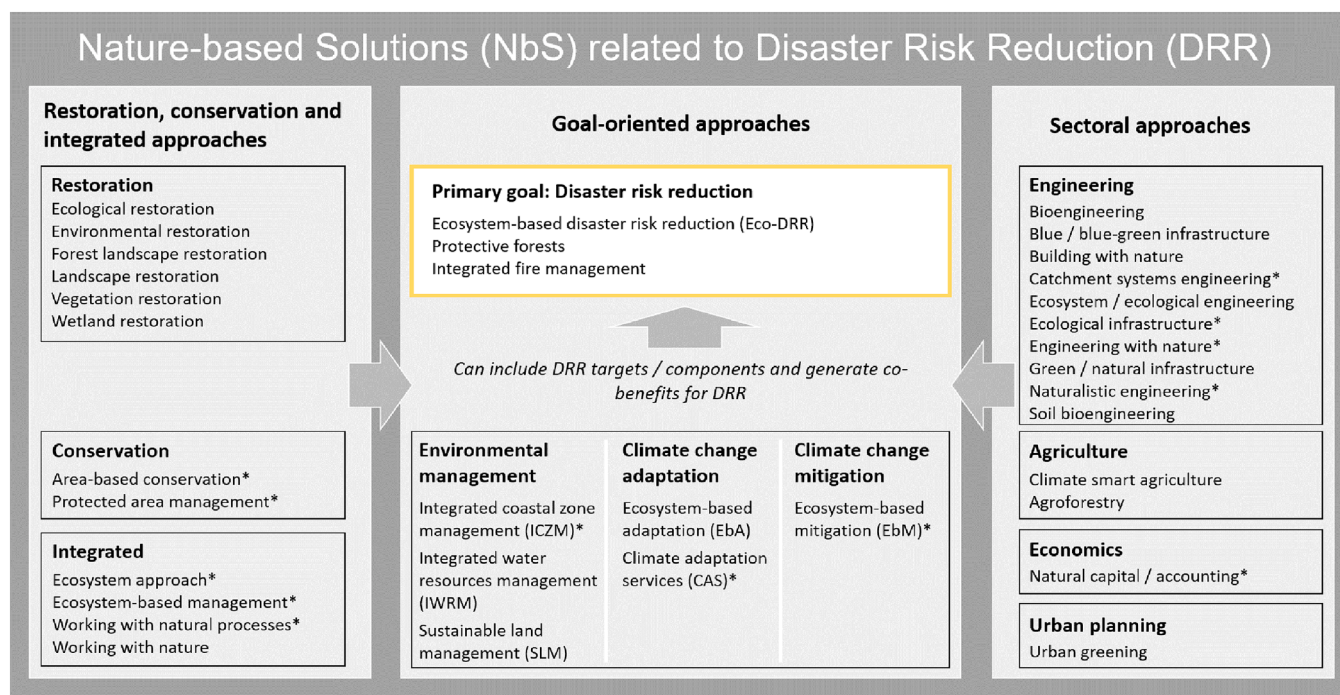 Nature-based Solutions (NbS) related to Disaster Risk Reduction (DRR)
Restoration, conservation and
integrated approaches
Restoration
Ecological restoration
Environmental restoration
Forest landscape restoration
Landscape restoration
Vegetation restoration
Wetland restoration
Conservation
Area-based conservation*
Protected area management*
Integrated
Ecosystem approach*
Ecosystem-based management*
Working with natural processes*
Working with nature
Goal-oriented approaches
Primary goal: Disaster risk reduction
Ecosystem-based disaster risk reduction (Eco-DRR)
Protective forests
Integrated fire management
Can include DRR targets / components and generate co-
benefits for DRR
Environmental
management
Integrated coastal zone
management (ICZM)*
Integrated water
resources management
(IWRM)
Sustainable land
management (SLM)
Climate change
adaptation
Ecosystem-based
adaptation (EbA)
Climate adaptation
services (CAS)*
Climate change
mitigation
Ecosystem-based
mitigation (EbM)*
Sectoral approaches
Engineering
Bioengineering
Blue / blue-green infrastructure
Building with nature
Catchment systems engineering*
Ecosystem / ecological engineering
Ecological infrastructure*
Engineering with nature*
Green / natural infrastructure
Naturalistic engineering*
Soil bioengineering
Agriculture
Climate smart agriculture
Agroforestry
Economics
Natural capital / accounting*
Urban planning
Urban greening